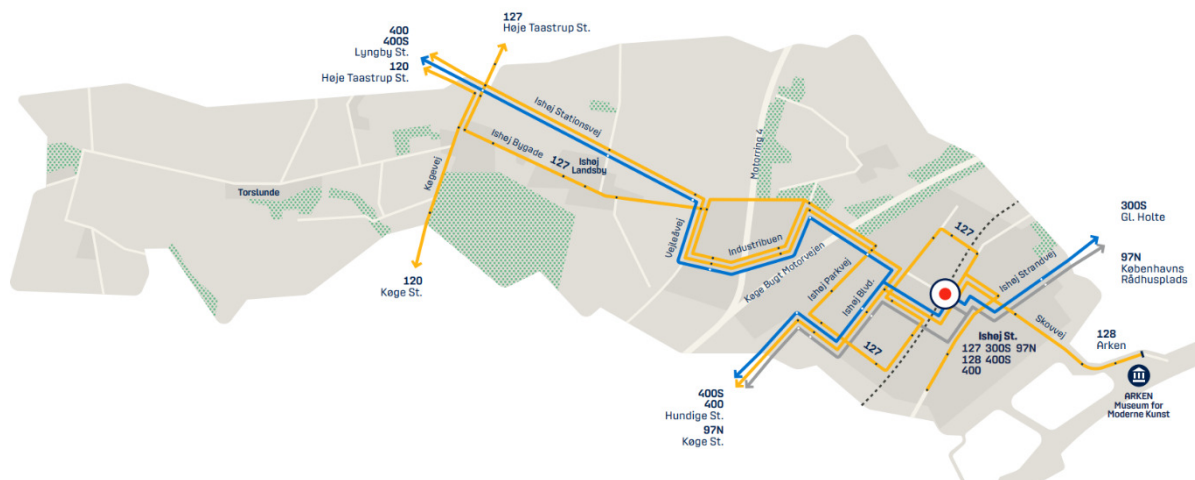 127
Høje Taastrup St.
400
400S
Lyngby St.
120
Høje Taastrup St.
Ishøj Stationsvej
Ishøj Bygade
127
Ishøj
Landsby
Motorring 4
Køgevej
Torslunde
Vejleåvej
Industribuen
Køge Bugt Motorvejen
127
300S
Gl. Holte
97N
Københavns
Rådhusplads
Ishøj Strandvej
Ishøj Parkvej
Ishøj Blvd.
120
Køge St.
Skovvej
Ishøj St.
127 300S 97N
128 400S
400
128
Arken
127
400S
400
Hundige St.
97N
Køge St.
ARKEN
Museum for
Moderne Kunst